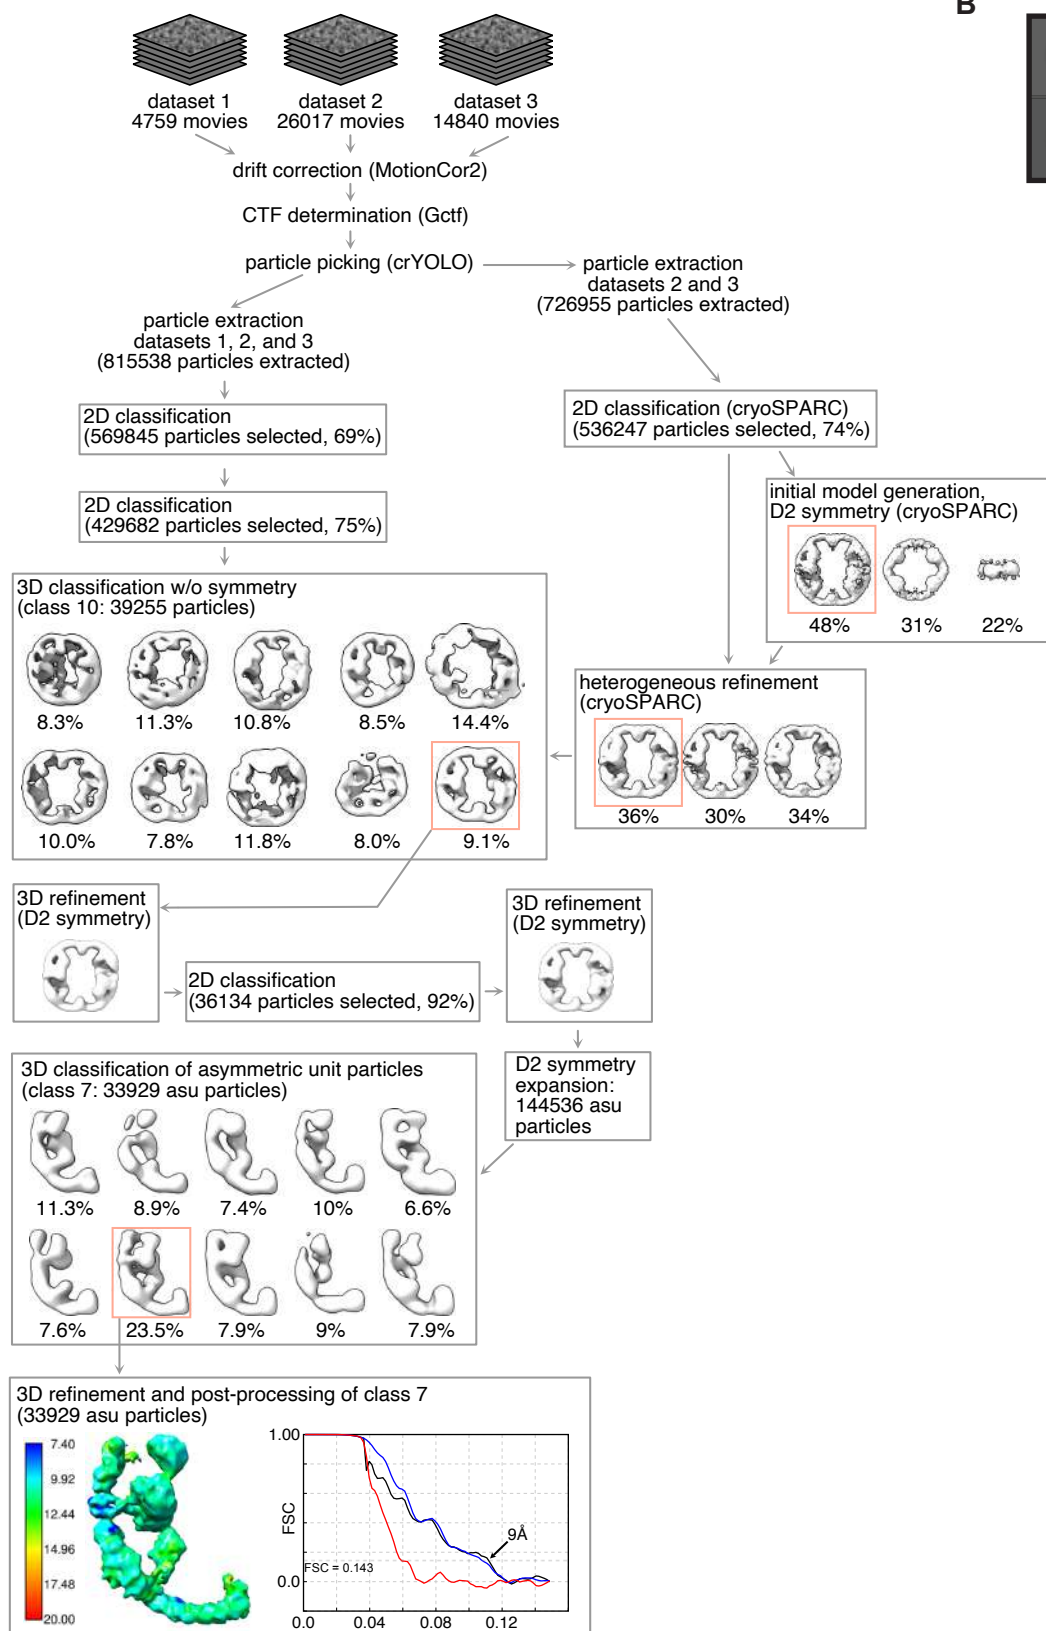 B
dataset 1
4759 movies
dataset 2
26017 movies
dataset 3
14840 movies
drift correction (MotionCor2)
CTF determination (Gctf)
particle picking (crYOLO)
particle extraction
datasets 2 and 3
(726955 particles extracted)
particle extraction
datasets 1, 2, and 3
(815538 particles extracted)
2D classification
(569845 particles selected, 69%)
2D classification (cryoSPARC)
(536247 particles selected, 74%)
2D classification
(429682 particles selected, 75%)
initial model generation,
D2 symmetry (cryoSPARC)
48% 31% 22%
3D classification w/o symmetry
(class 10: 39255 particles)
8.3% 11.3% 10.8% 8.5% 14.4%
10.0% 7.8% 11.8% 8.0% 9.1%
heterogeneous refinement
(cryoSPARC)
36% 30% 34%
3D refinement
(D2 symmetry)
2D classification
(36134 particles selected, 92%)
3D refinement
(D2 symmetry)
D2 symmetry
expansion:
144536 asu
particles
3D classification of asymmetric unit particles
(class 7: 33929 asu particles)
11.3% 8.9% 7.4% 10% 6.6%
7.6% 23.5% 7.9% 9% 7.9%
3D refinement and post-processing of class 7
(33929 asu particles)
7.40
9.92
12.44
14.96
17.48
20.00
1.00
FSC
9Å
FSC = 0.143
0.0
0.0 0.04 0.08 0.12